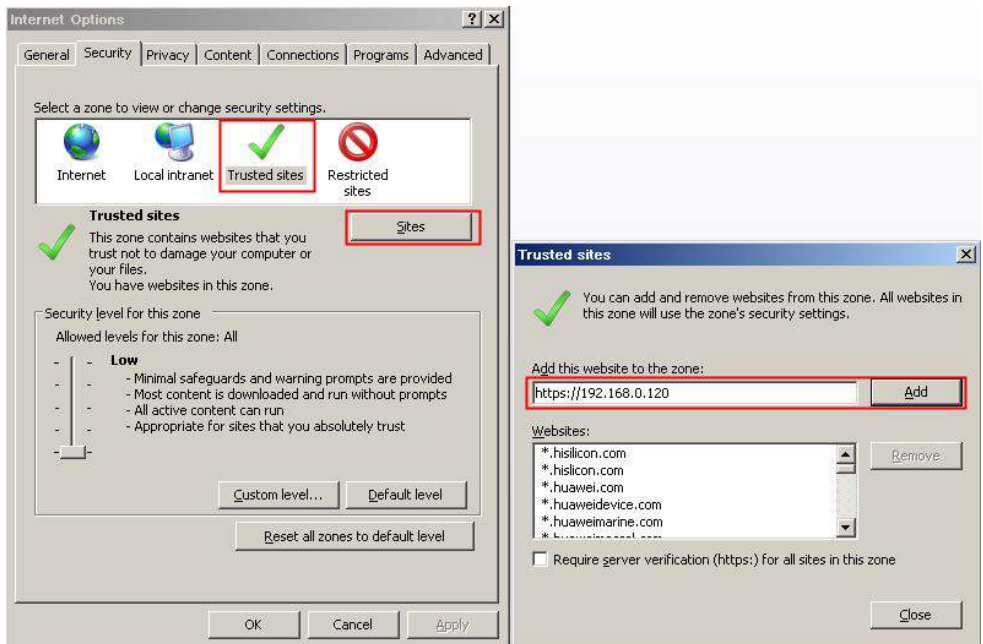 Internet Options
General Security Privacy Content Connections Programs Advanced
Select a zone to view or change security settings.
Internet Local intranet Trusted sites Restricted sites
Trusted sites
Sites
This zone contains websites that you
trust not to damage your computer or
your files.
You have websites in this zone.
Security level for this zone
Allowed levels for this zone: All
Low
- Minimal safeguards and warning prompts are provided
- Most content is downloaded and run without prompts
- All active content can run
- Appropriate for sites that you absolutely trust
Custom level... Default level
Reset all zones to default level
OK Cancel Apply
Trusted sites
You can add and remove websites from this zone. All websites in
this zone will use the zone's security settings.
Add this website to the zone:
https://192.168.0.120 Add
Websites:
*.hisilicon.com
*.hislicon.com
*.huawei.com
*.huaweidevice.com
*.huaweimarine.com
Remove
Require server verification (https:) for all sites in this zone
Close